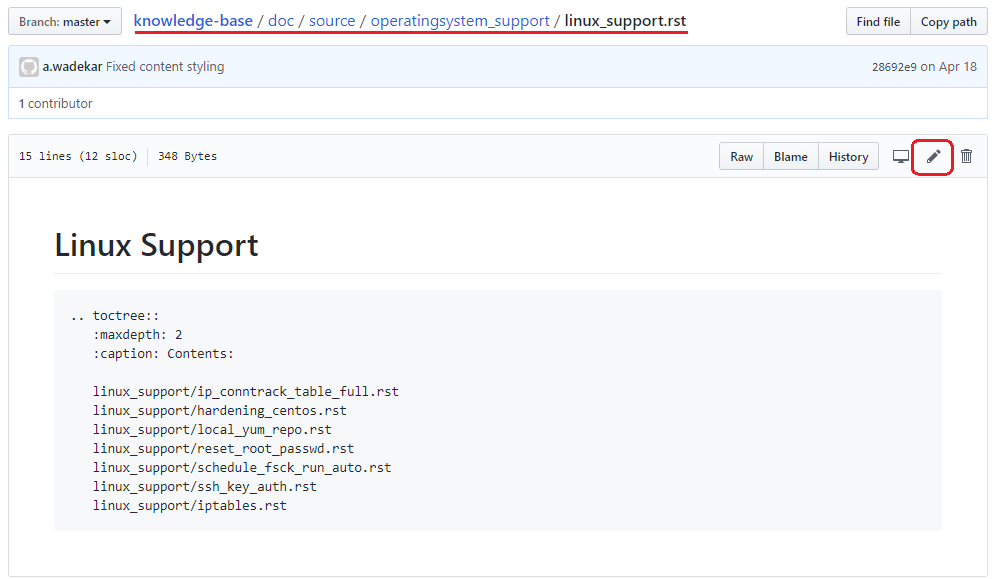 Branch: master knowledge-base / doc / source / operatingsystem_support / linux_support.rst Find file Copy path
a.wadekar Fixed content styling 28692e9 on Apr 18
1 contributor
15 lines (12 sloc) 348 Bytes Raw Blame History
Linux Support
.. toctree::
:maxdepth: 2
:caption: Contents:
linux_support/ip_conntrack_table_full.rst
linux_support/hardening_centos.rst
linux_support/local_yum_repo.rst
linux_support/reset_root_passwd.rst
linux_support/schedule_fsck_run_auto.rst
linux_support/ssh_key_auth.rst
linux_support/iptables.rst